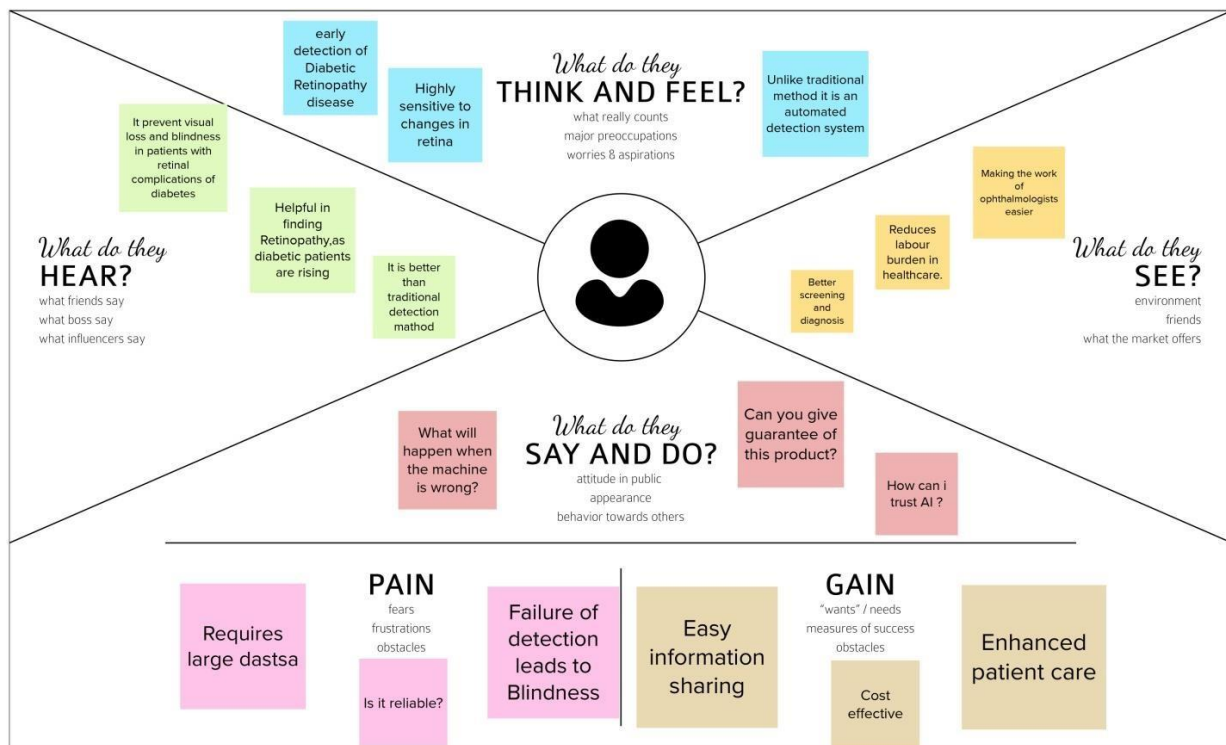 early
detection of
Diabetic
Retinopathy
disease
Highly
sensitive to
changes in
retina
What do they
THINK AND FEEL?
what really counts
major preoccupations
worries & aspirations
Unlike traditional
method it is an
automated
detection system
It prevent visual
loss and blindness
in patients with
retinal
complications of
diabetes
Helpful in
finding
Retinopathy,as
diabetic patients
are rising
It is better
than
traditional
detection
mathod
What do they
HEAR?
what friends say
what boss say
what influencers say
Making the work
of
ophthalmologists
easier
Reduces
labour
burden in
healthcare.
Better
screening
and
diagnosis
What do they
SEE?
environment
friends
what the market offers
What will
happen when
the machine
is wrong?
What do they
SAY AND DO?
attitude in public
appearance
behavior towards others
Can you give
guarantee of
this product?
How can i
trust AI ?
PAIN
fears
frustrations
obstacles
Requires
large dastsa
Is it reliable?
Failure of
detection
leads to
Blindness
GAIN
"wants" / needs
measures of success
obstacles
Easy
information
sharing
Cost
effective
Enhanced
patient care